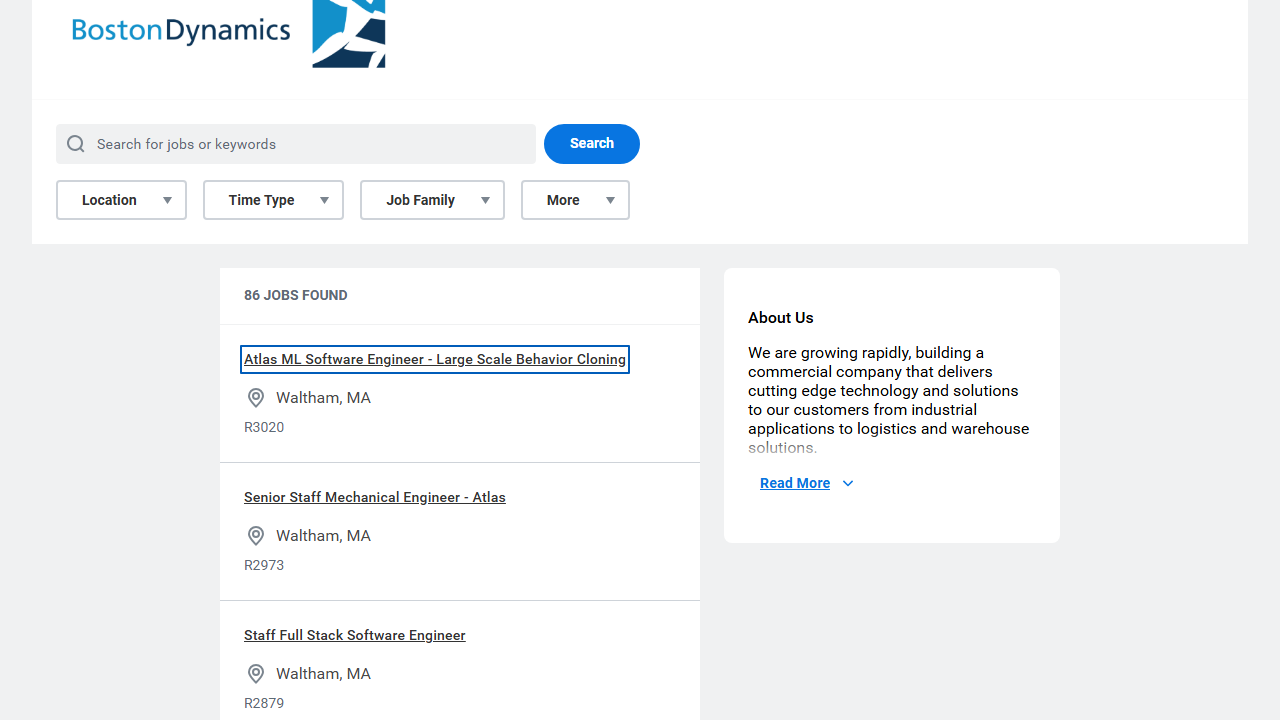 BostonDynamics
Search for jobs or keywords
Search
Location
Time Type
Job Family
More
86 JOBS FOUND
Atlas ML Software Engineer - Large Scale Behavior Cloning
Waltham, MA
R3020
Senior Staff Mechanical Engineer - Atlas
Waltham, MA
R2973
Staff Full Stack Software Engineer
Waltham, MA
R2879
About Us
We are growing rapidly, building a
commercial company that delivers
cutting edge technology and solutions
to our customers from industrial
applications to logistics and warehouse
solutions.
Read More